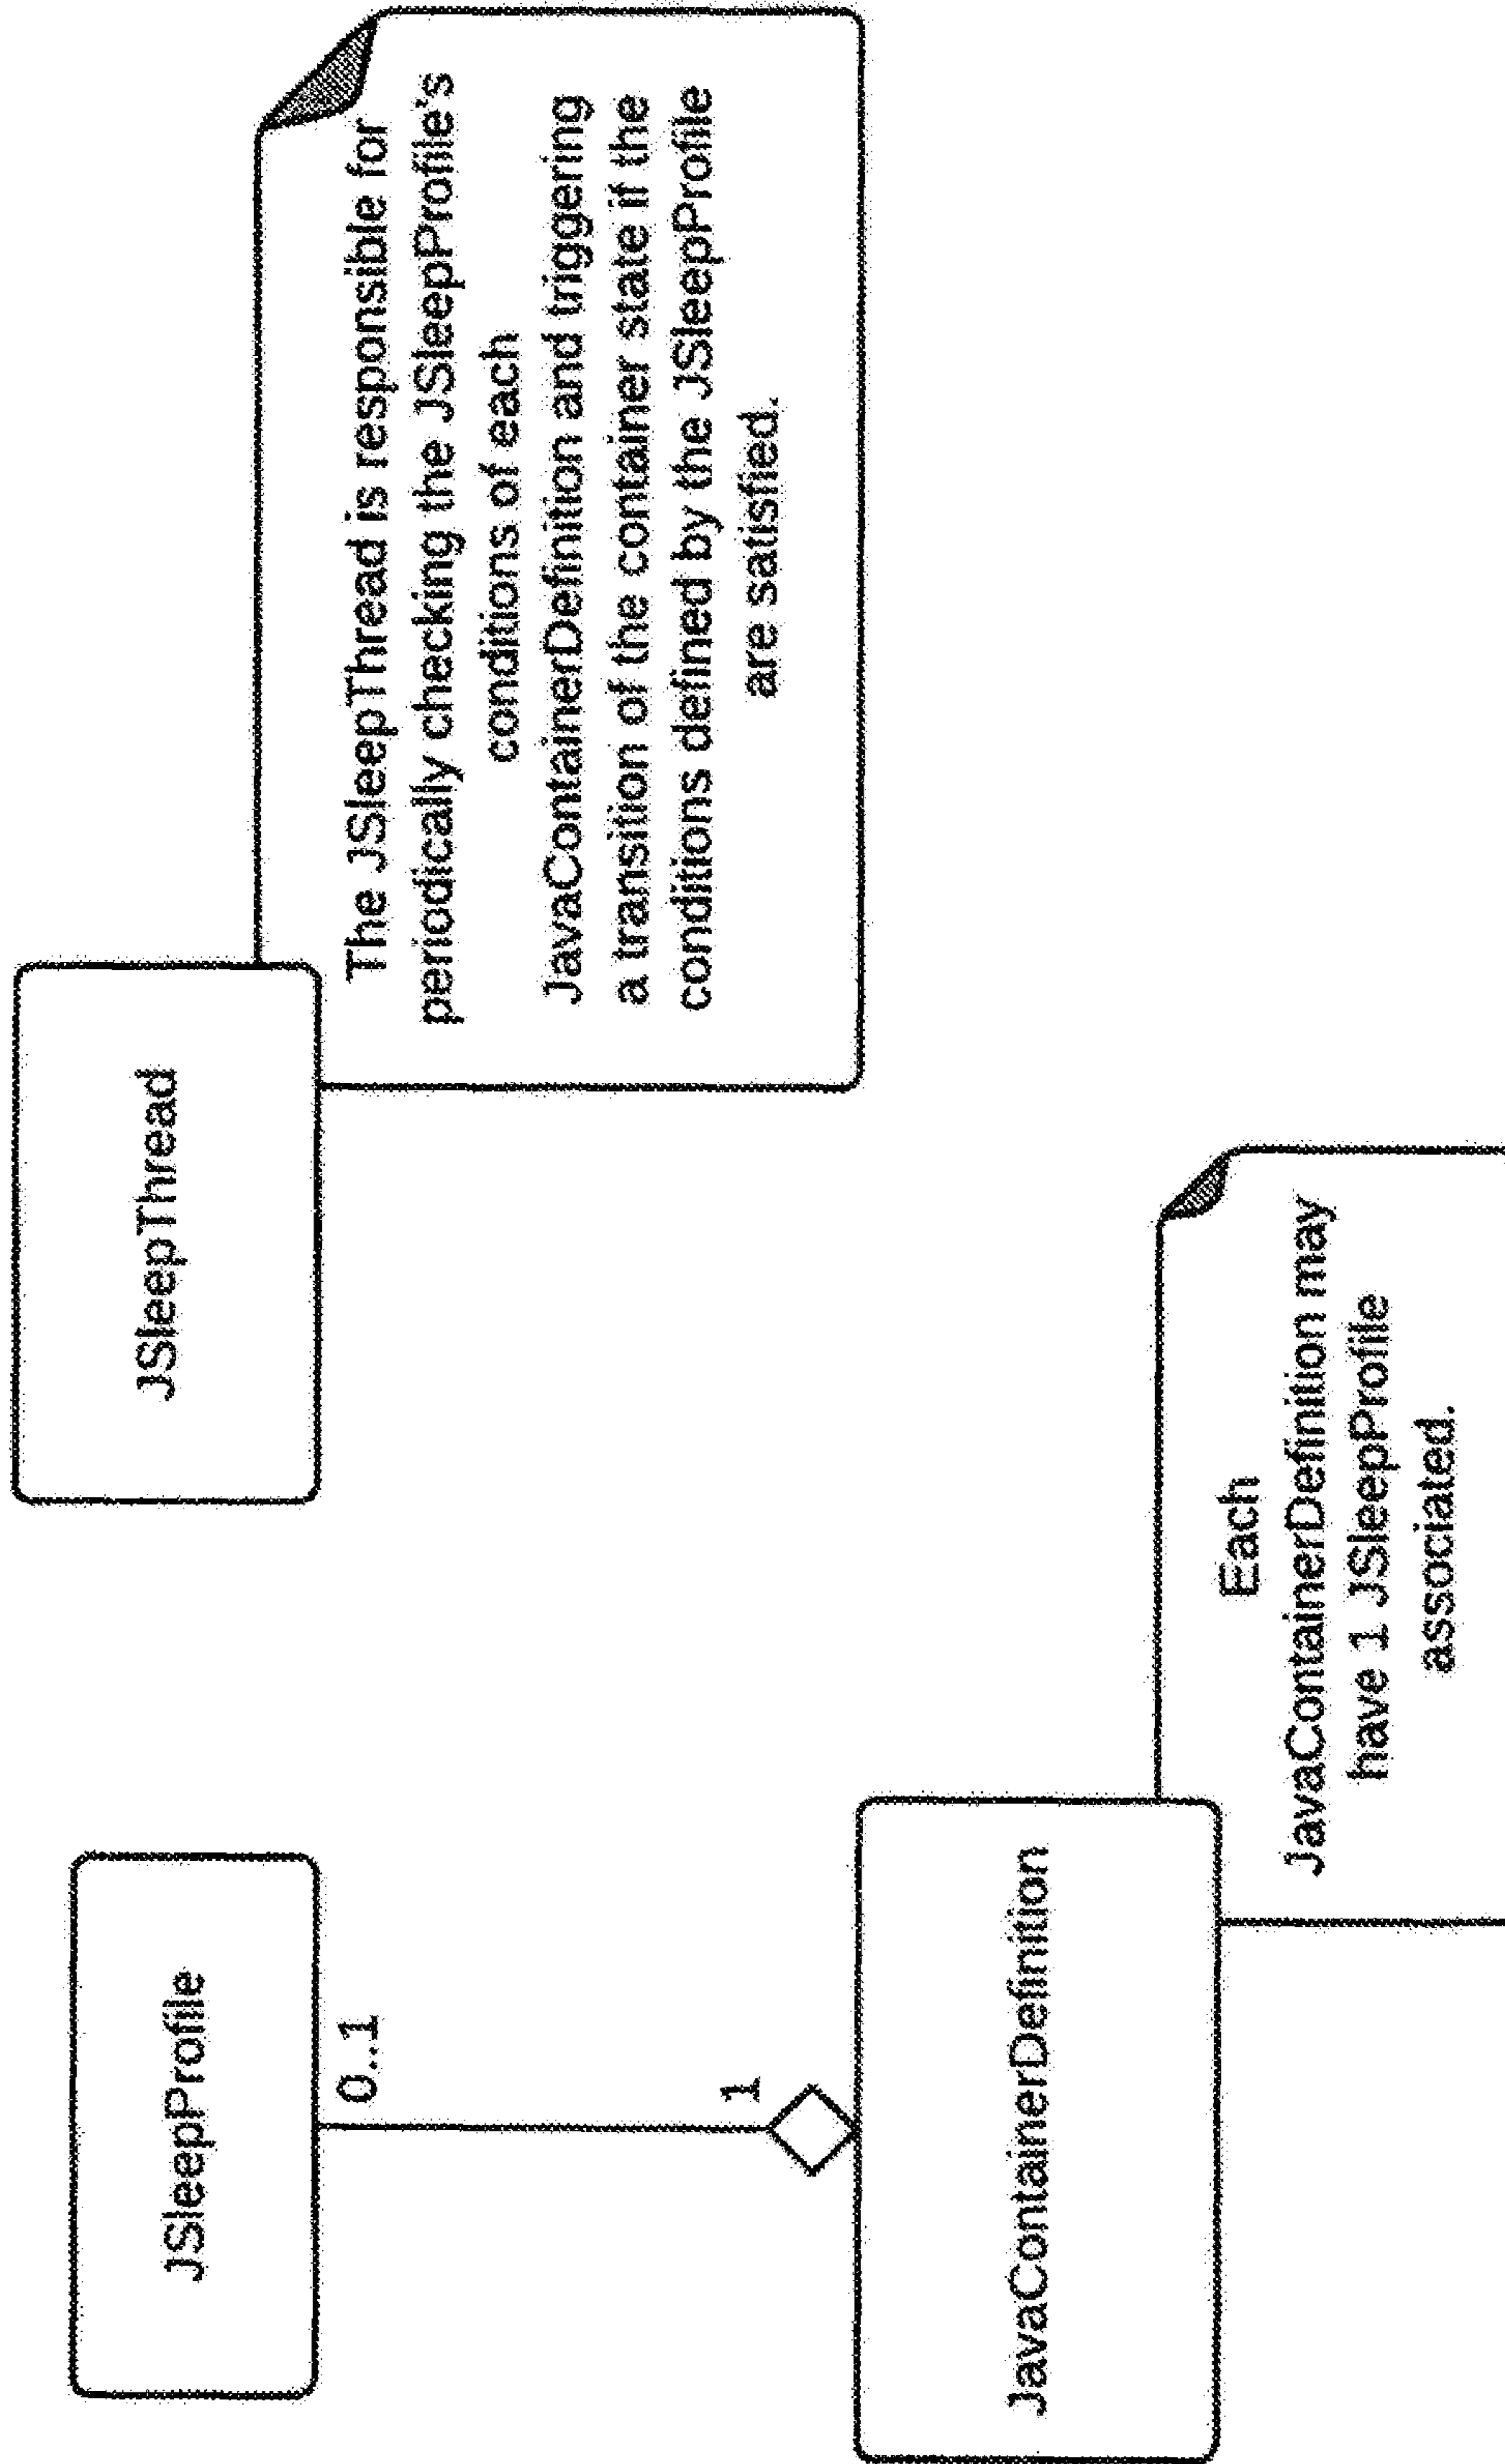 JSleepProfile
0..1
1
JavaContainerDefinition
Each
JavaContainerDefinition may
have 1 JSleepProfile
associated.
JSleepThread
The JSleepThread is responsible for
periodically checking the JSleepProfile's
conditions of each
JavaContainerDefinition and triggering
a transition of the container state if the
conditions defined by the JSleepProfile
are satisfied.